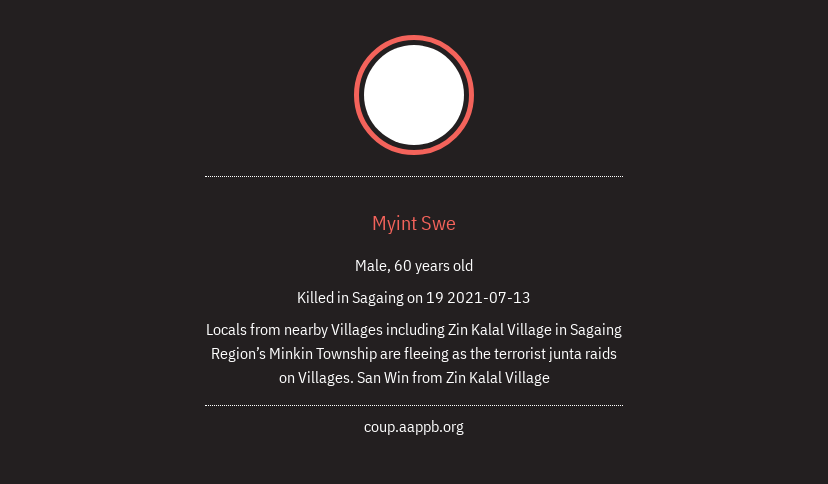 Myint Swe
Male, 60 years old
Killed in Sagaing on 19 2021-07-13
Locals from nearby Villages including Zin Kalal Village in Sagaing
Region’s Minkin Township are fleeing as the terrorist junta raids
on Villages. San Win from Zin Kalal Village
coup.aappb.org